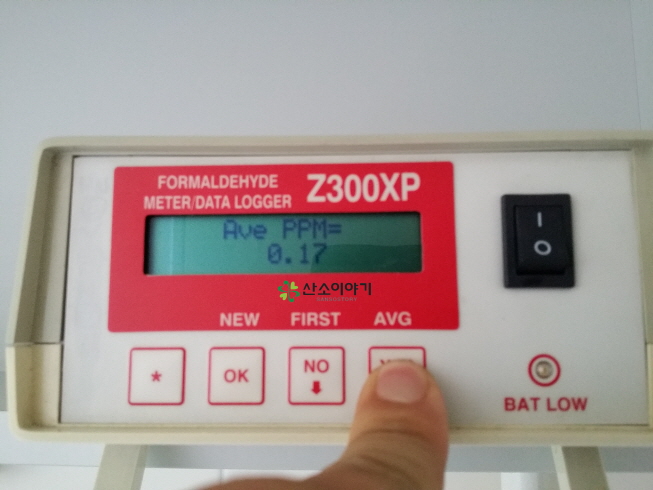 FORMALDEHYDE
METER/DATA LOGGER Z300XP
Ave PPM=
0.17
산소이야기
NEW FIRST AVG
* OK NO
BAT LOW